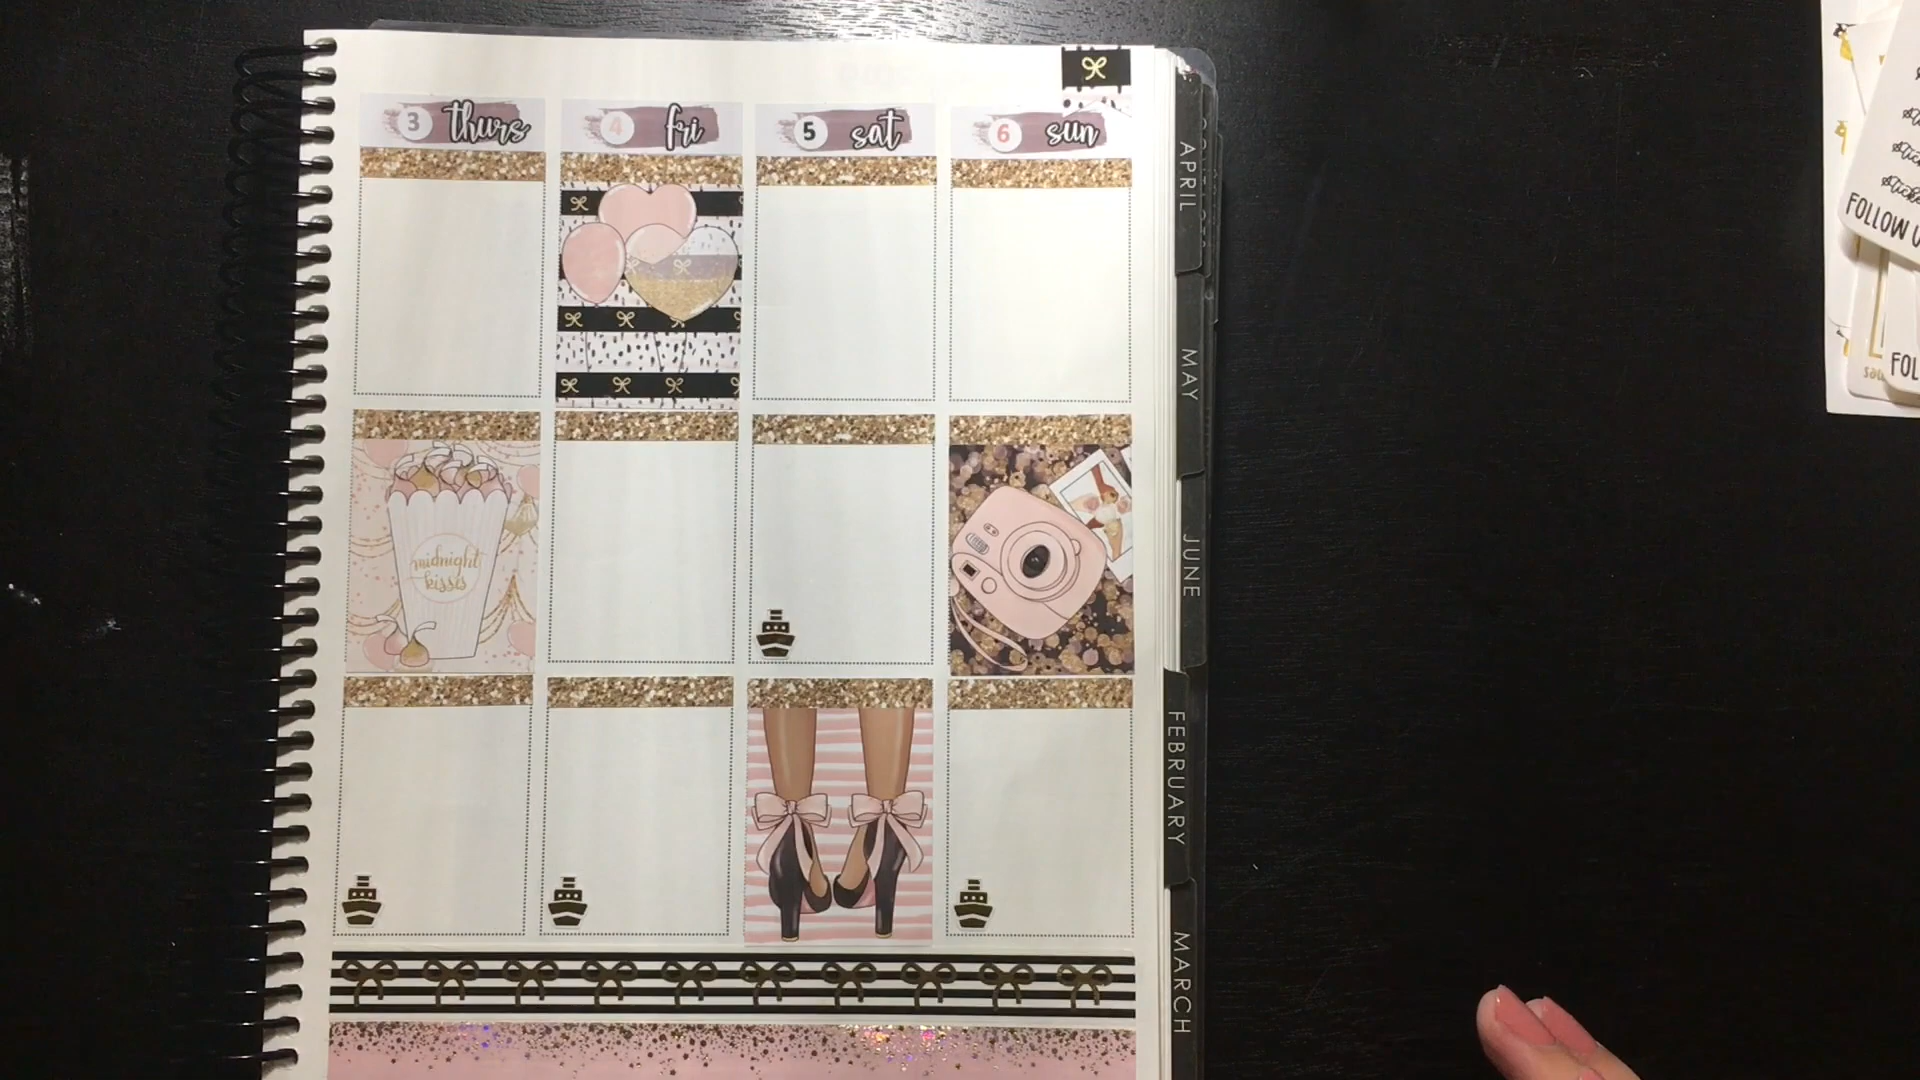 3 thurs
4 fri
5 sat
6 sun
midnight
kisses
APRIL
MAY
JUNE
FEBRUARY
MARCH
FOLLOW